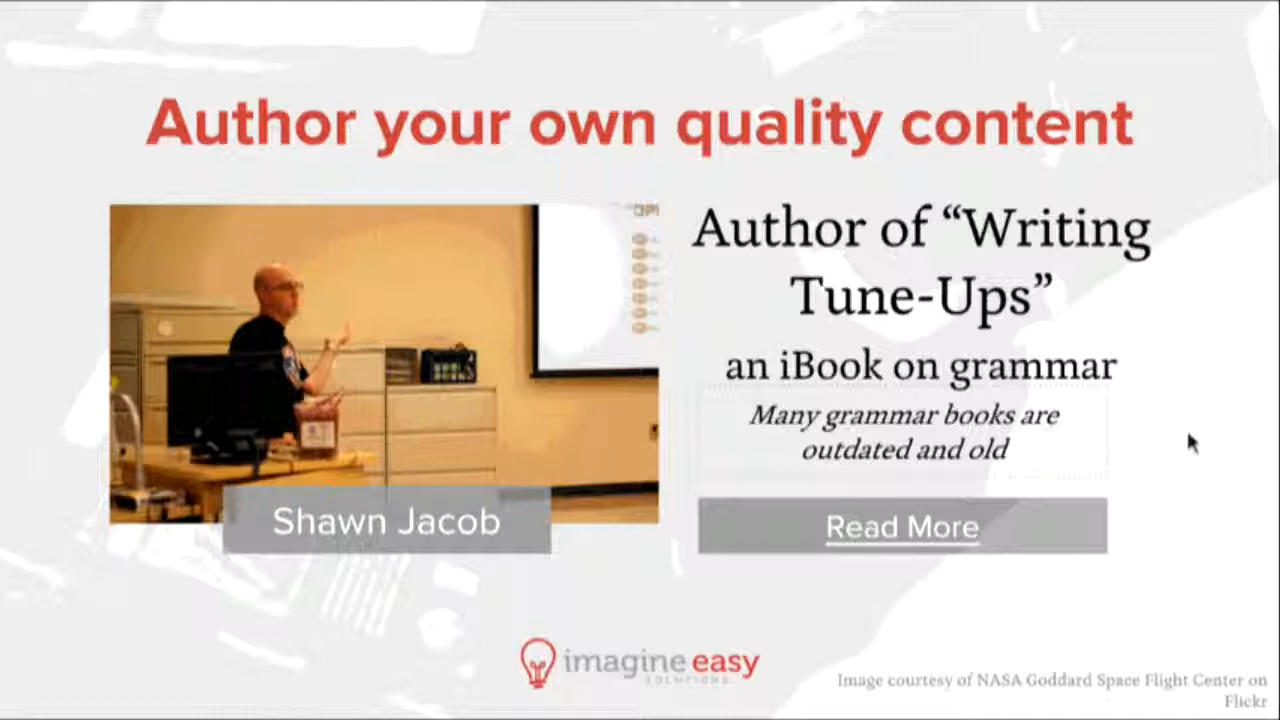 Author your own quality content
Author of “Writing
Tune-Ups”
an iBook on grammar
Many grammar books are
outdated and old
Shawn Jacob
Read More
imagine easy
SOLUTIONS
Image courtesy of NASA Goddard Space Flight Center on
Flickr